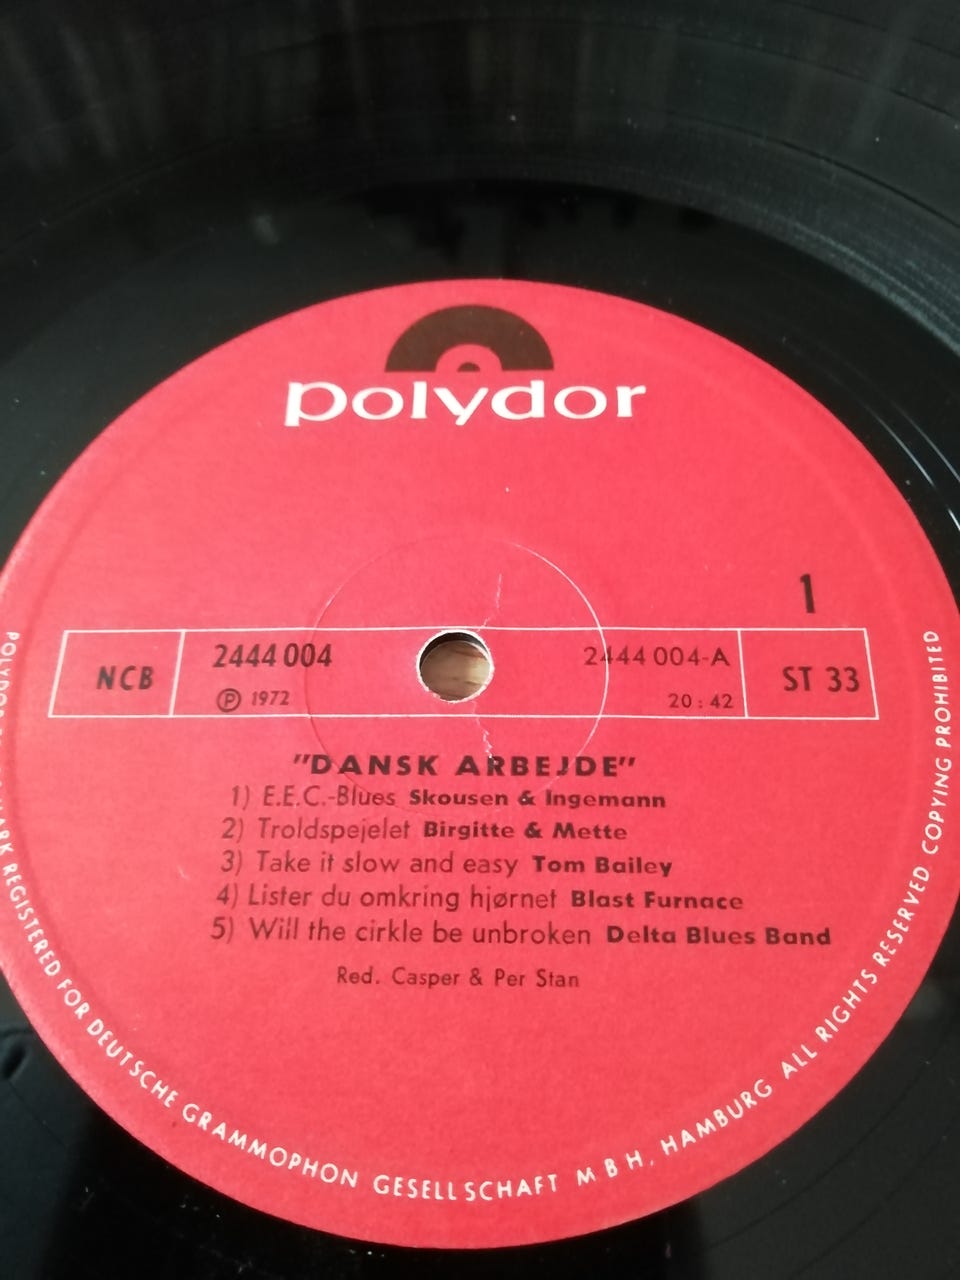 polydor
1
NCB
2444 004
Ⓟ 1972
2444 004-A
20 : 42
ST 33
"DANSK ARBEJDE"
1) E.E.C.-Blues Skousen & Ingemann
2) Troldspejelet Birgitte & Mette
3) Take it slow and easy Tom Bailey
4) Lister du omkring hjørnet Blast Furnace
5) Will the cirkle be unbroken Delta Blues Band
Red. Casper & Per Stan
REGISTERED FOR DEUTSCHE GRAMMOPHON GESELLSCHAFT M B H, HAMBURG ALL RIGHTS RESERVED COPYING PROHIBITED